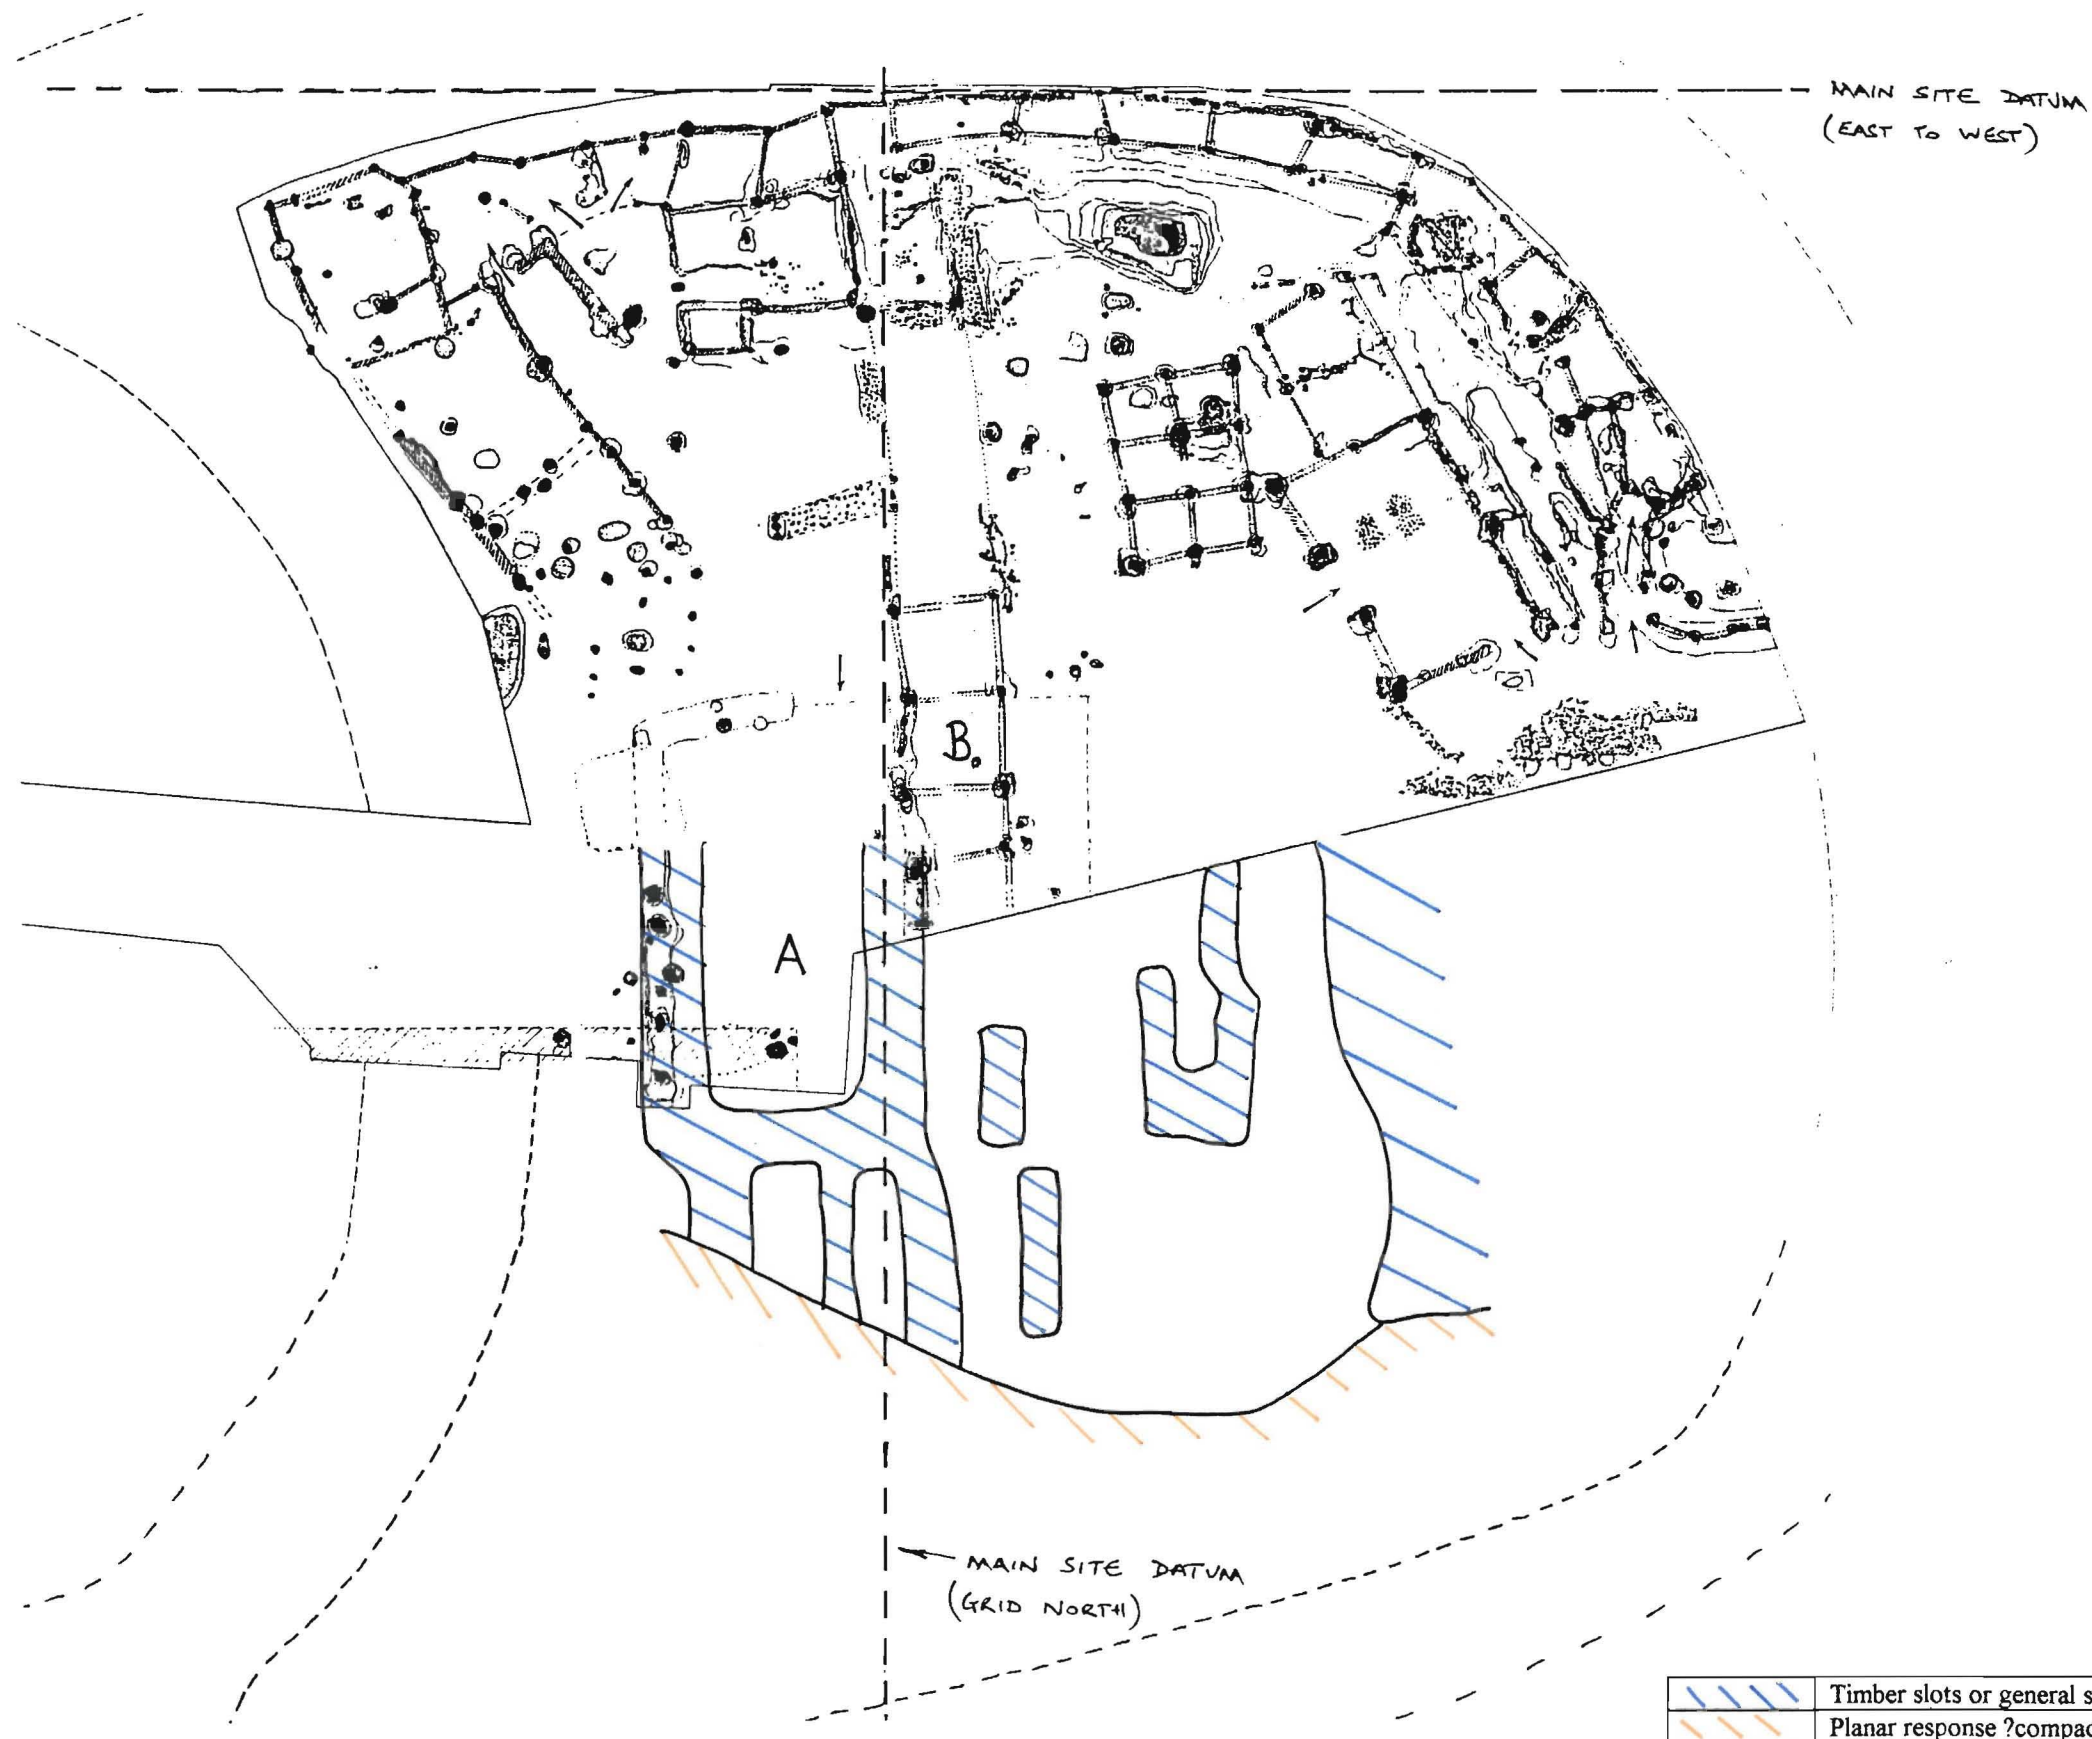 MAIN SITE DATUM
(EAST TO WEST)
B.
A
MAIN SITE DATUM
(GRID NORTH)
Timber slots or general s
Planar response ?compac